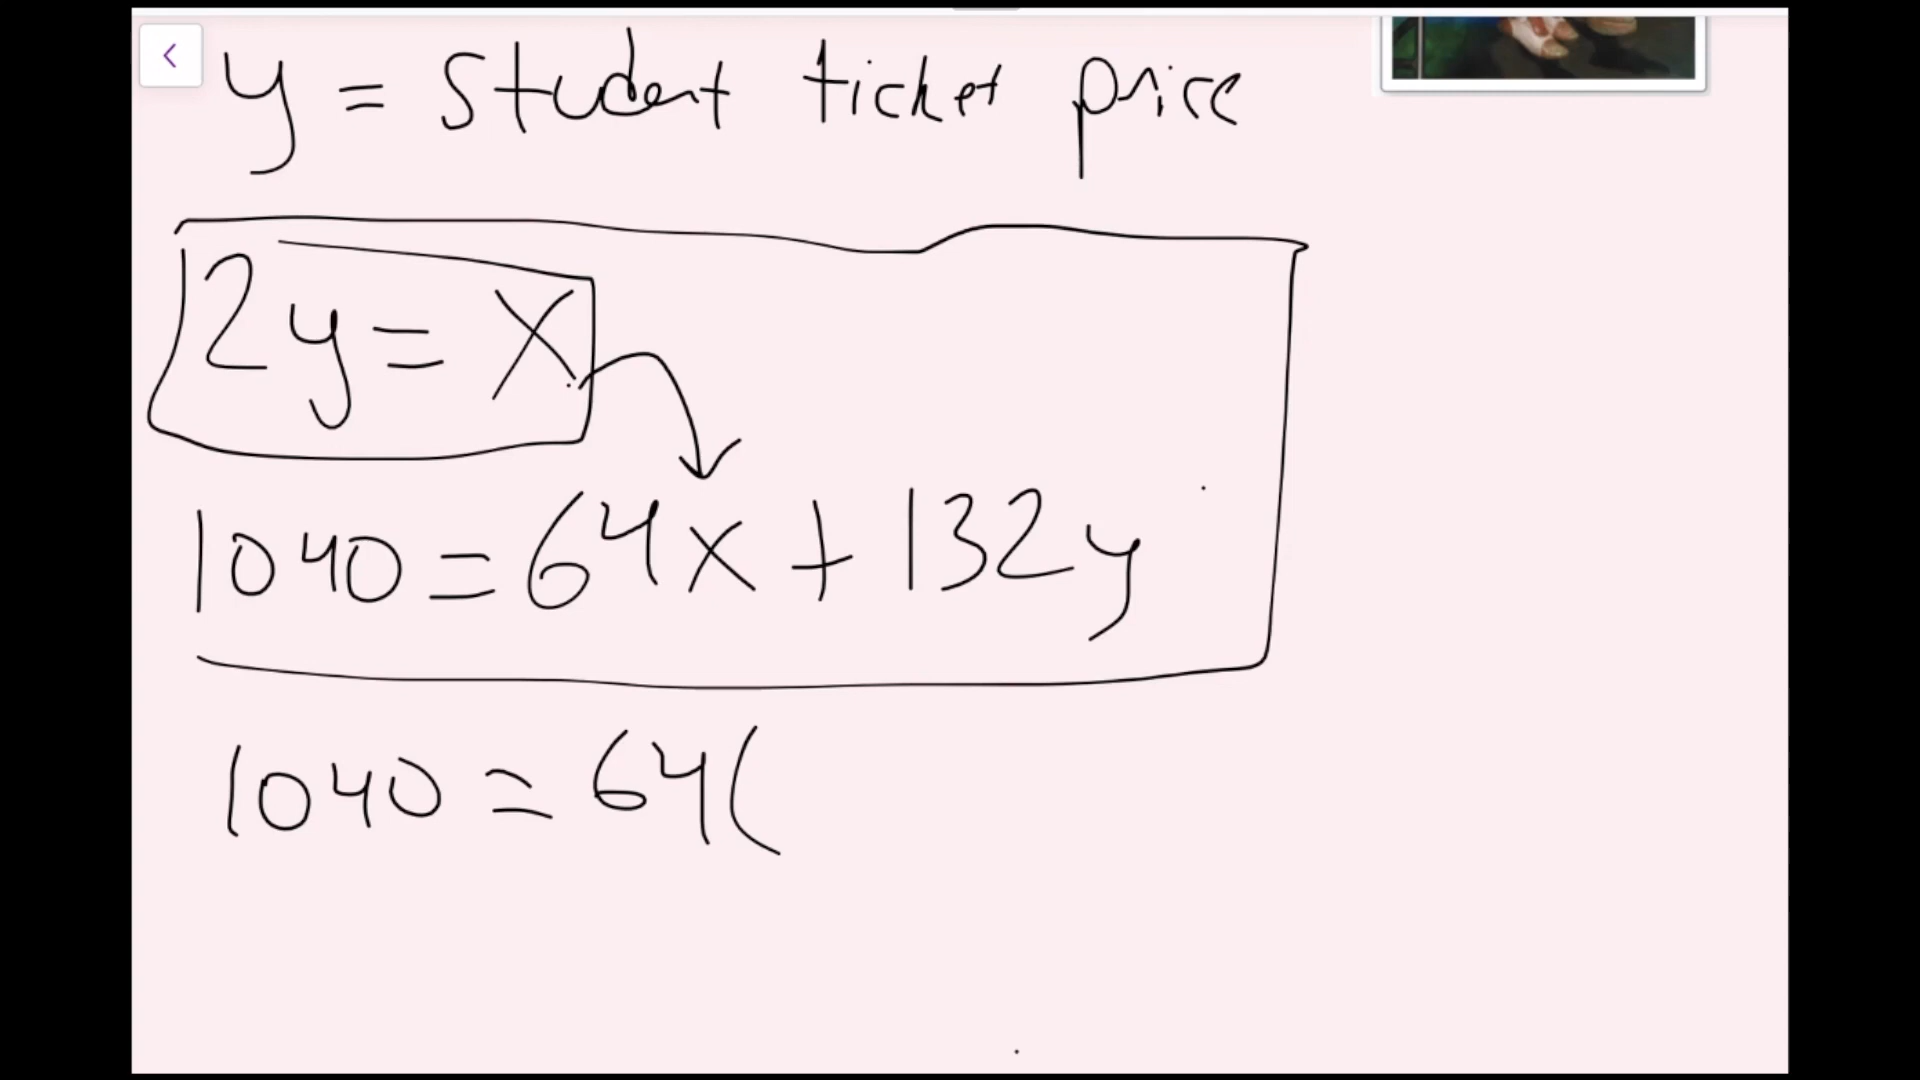 y = student ticket price
2y = x
1040 = 64x + 132y
1040 = 64(